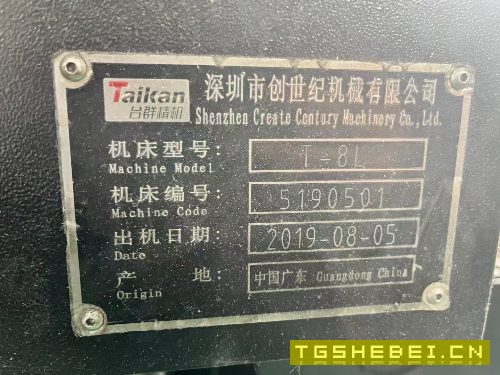 Taikan
台群精机
深圳市创世纪机械有限公司
Shenzhen Create Century Machinery Co.,Ltd.
机床型号: T-8L
Machine Model
机床编号: 5190501
Machine Code
出机日期: 2019-08-05
Date
产地: 中国广东 Guangdong China
Origin
TGSHEBEI.CN